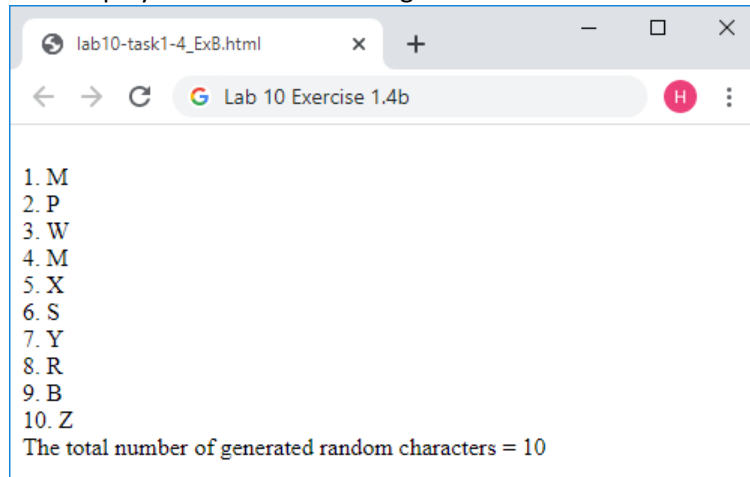 lab10-task1-4_ExB.html
G Lab 10 Exercise 1.4b
H
1. M
2. P
3. W
4. M
5. X
6. S
7. Y
8. R
9. B
10. Z
The total number of generated random characters = 10